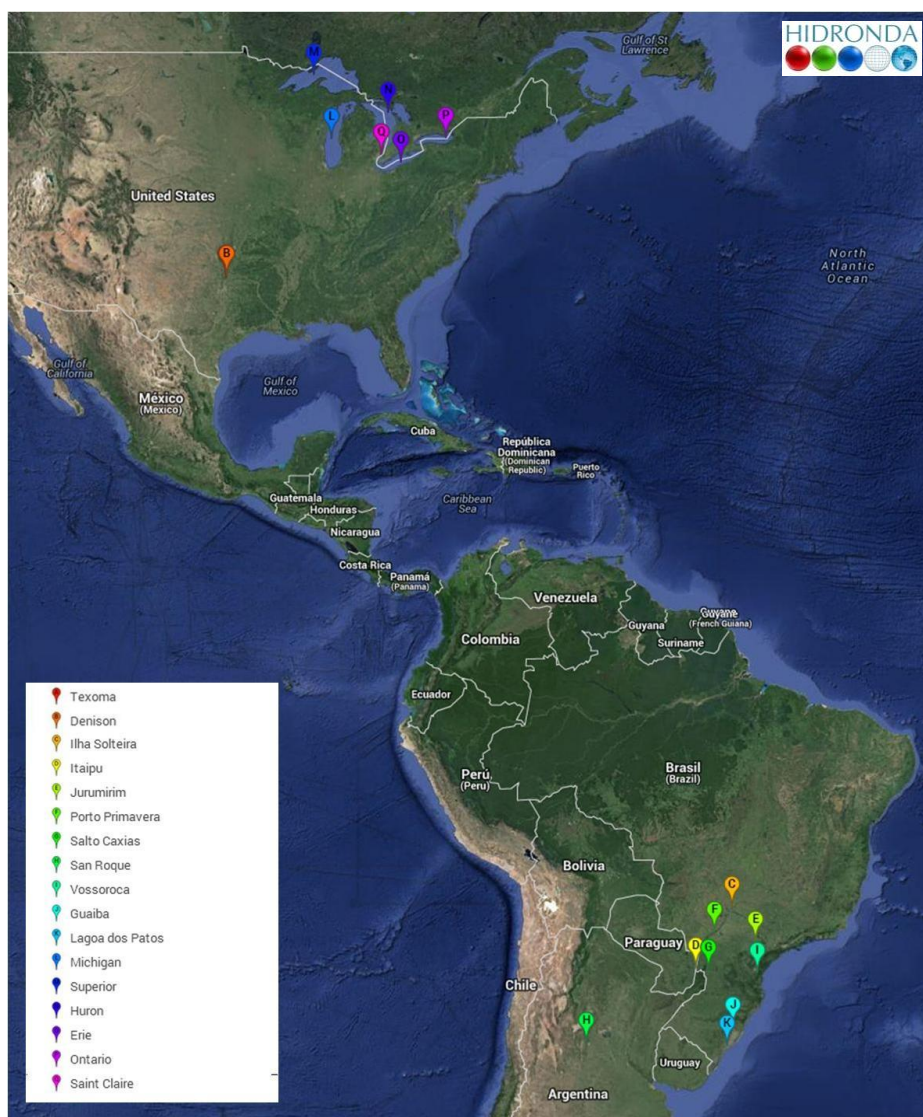 HIDRONDA
Gulf of St
Lawrence
M
N
L
P
Q
O
United States
B
North
Atlantic
Ocean
Gulf of
California
Gulf of
Mexico
México
(Mexico)
Cuba
República
Dominicana
(Dominican
Republic)
Puerto
Rico
Guatemala
Honduras
Caribbean
Sea
Nicaragua
Costa Rica
Panamá
(Panama)
Venezuela
Guyana
Guyane
(French Guiana)
Suriname
Colombia
Ecuador
Perú
(Peru)
Brasil
(Brazil)
Bolivia
C
F
E
Paraguay
D
G
I
Chile
J
H
K
Uruguay
Argentina
Texoma
B Denison
C Ilha Solteira
D Itaipu
E Jurumirim
F Porto Primavera
G Salto Caxias
H San Roque
I Vossoroca
J Guaiba
K Lagoa dos Patos
L Michigan
Superior
Huron
Erie
Ontario
Saint Claire